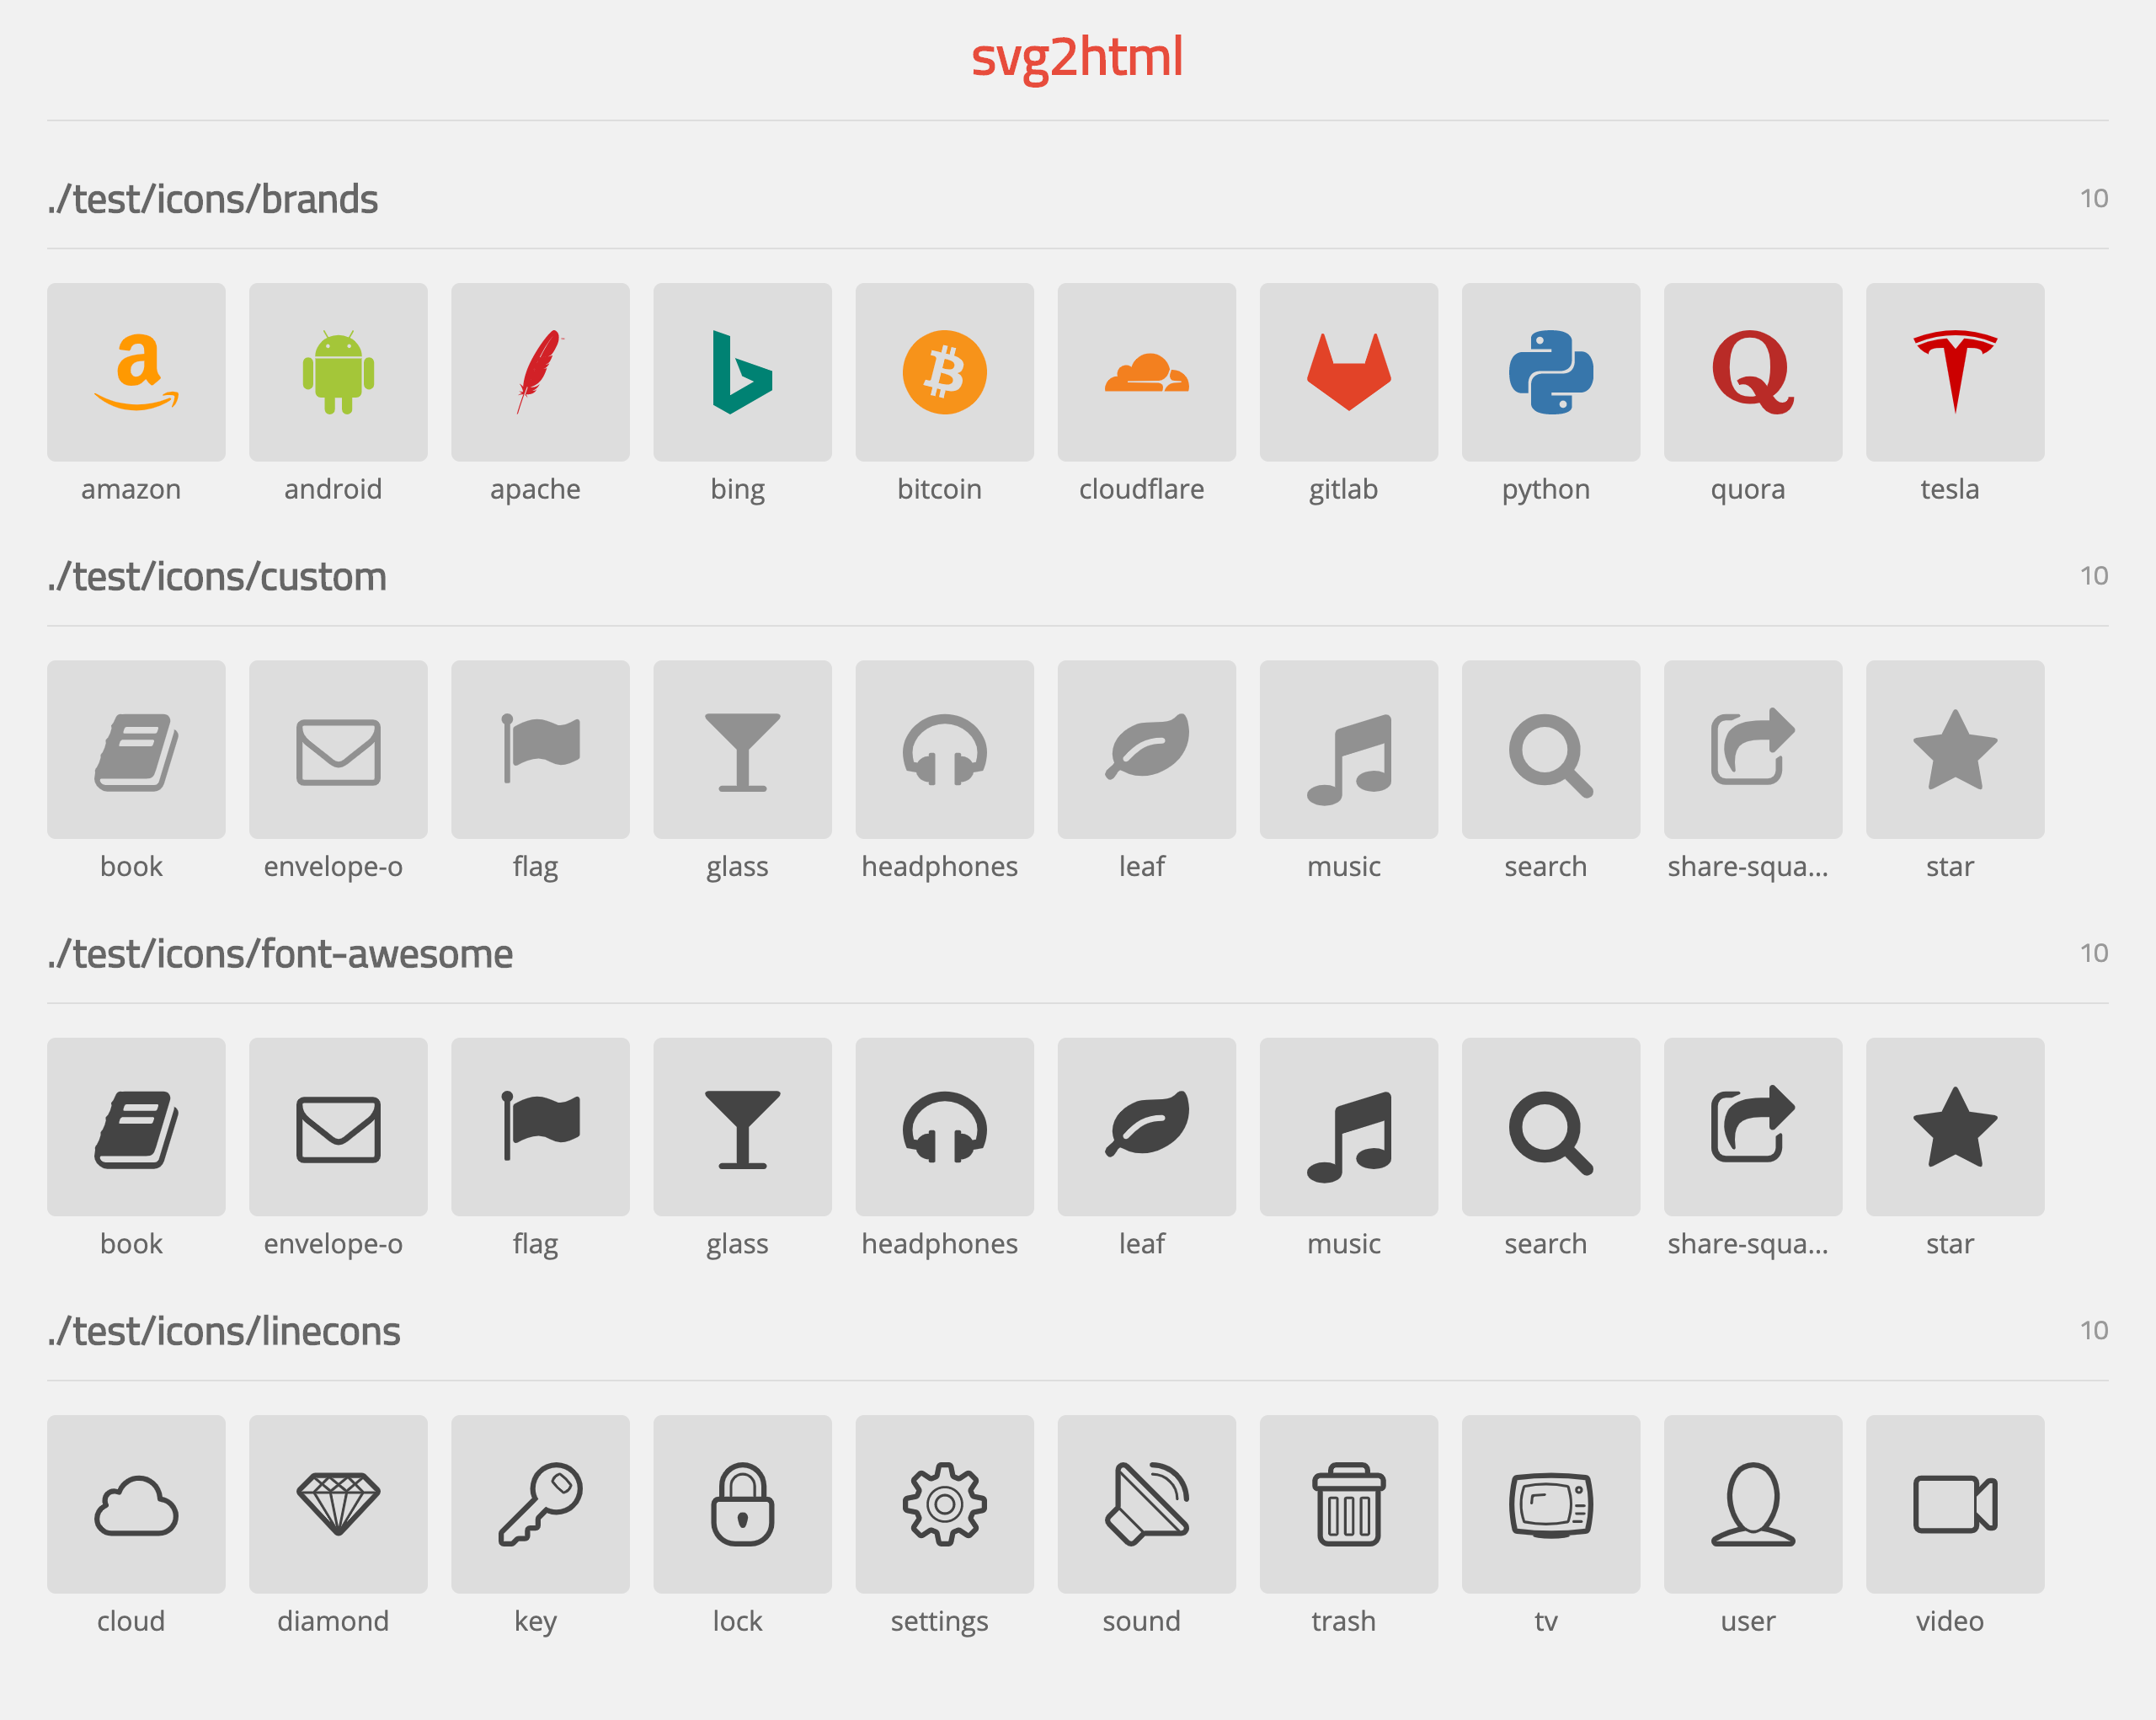 svg2html
./test/icons/brands 10
amazon android apache bing bitcoin cloudflare gitlab python quora tesla
./test/icons/custom 10
book envelope-o flag glass headphones leaf music search share-squa... star
./test/icons/font-awesome 10
book envelope-o flag glass headphones leaf music search share-squa... star
./test/icons/linecons 10
cloud diamond key lock settings sound trash tv user video